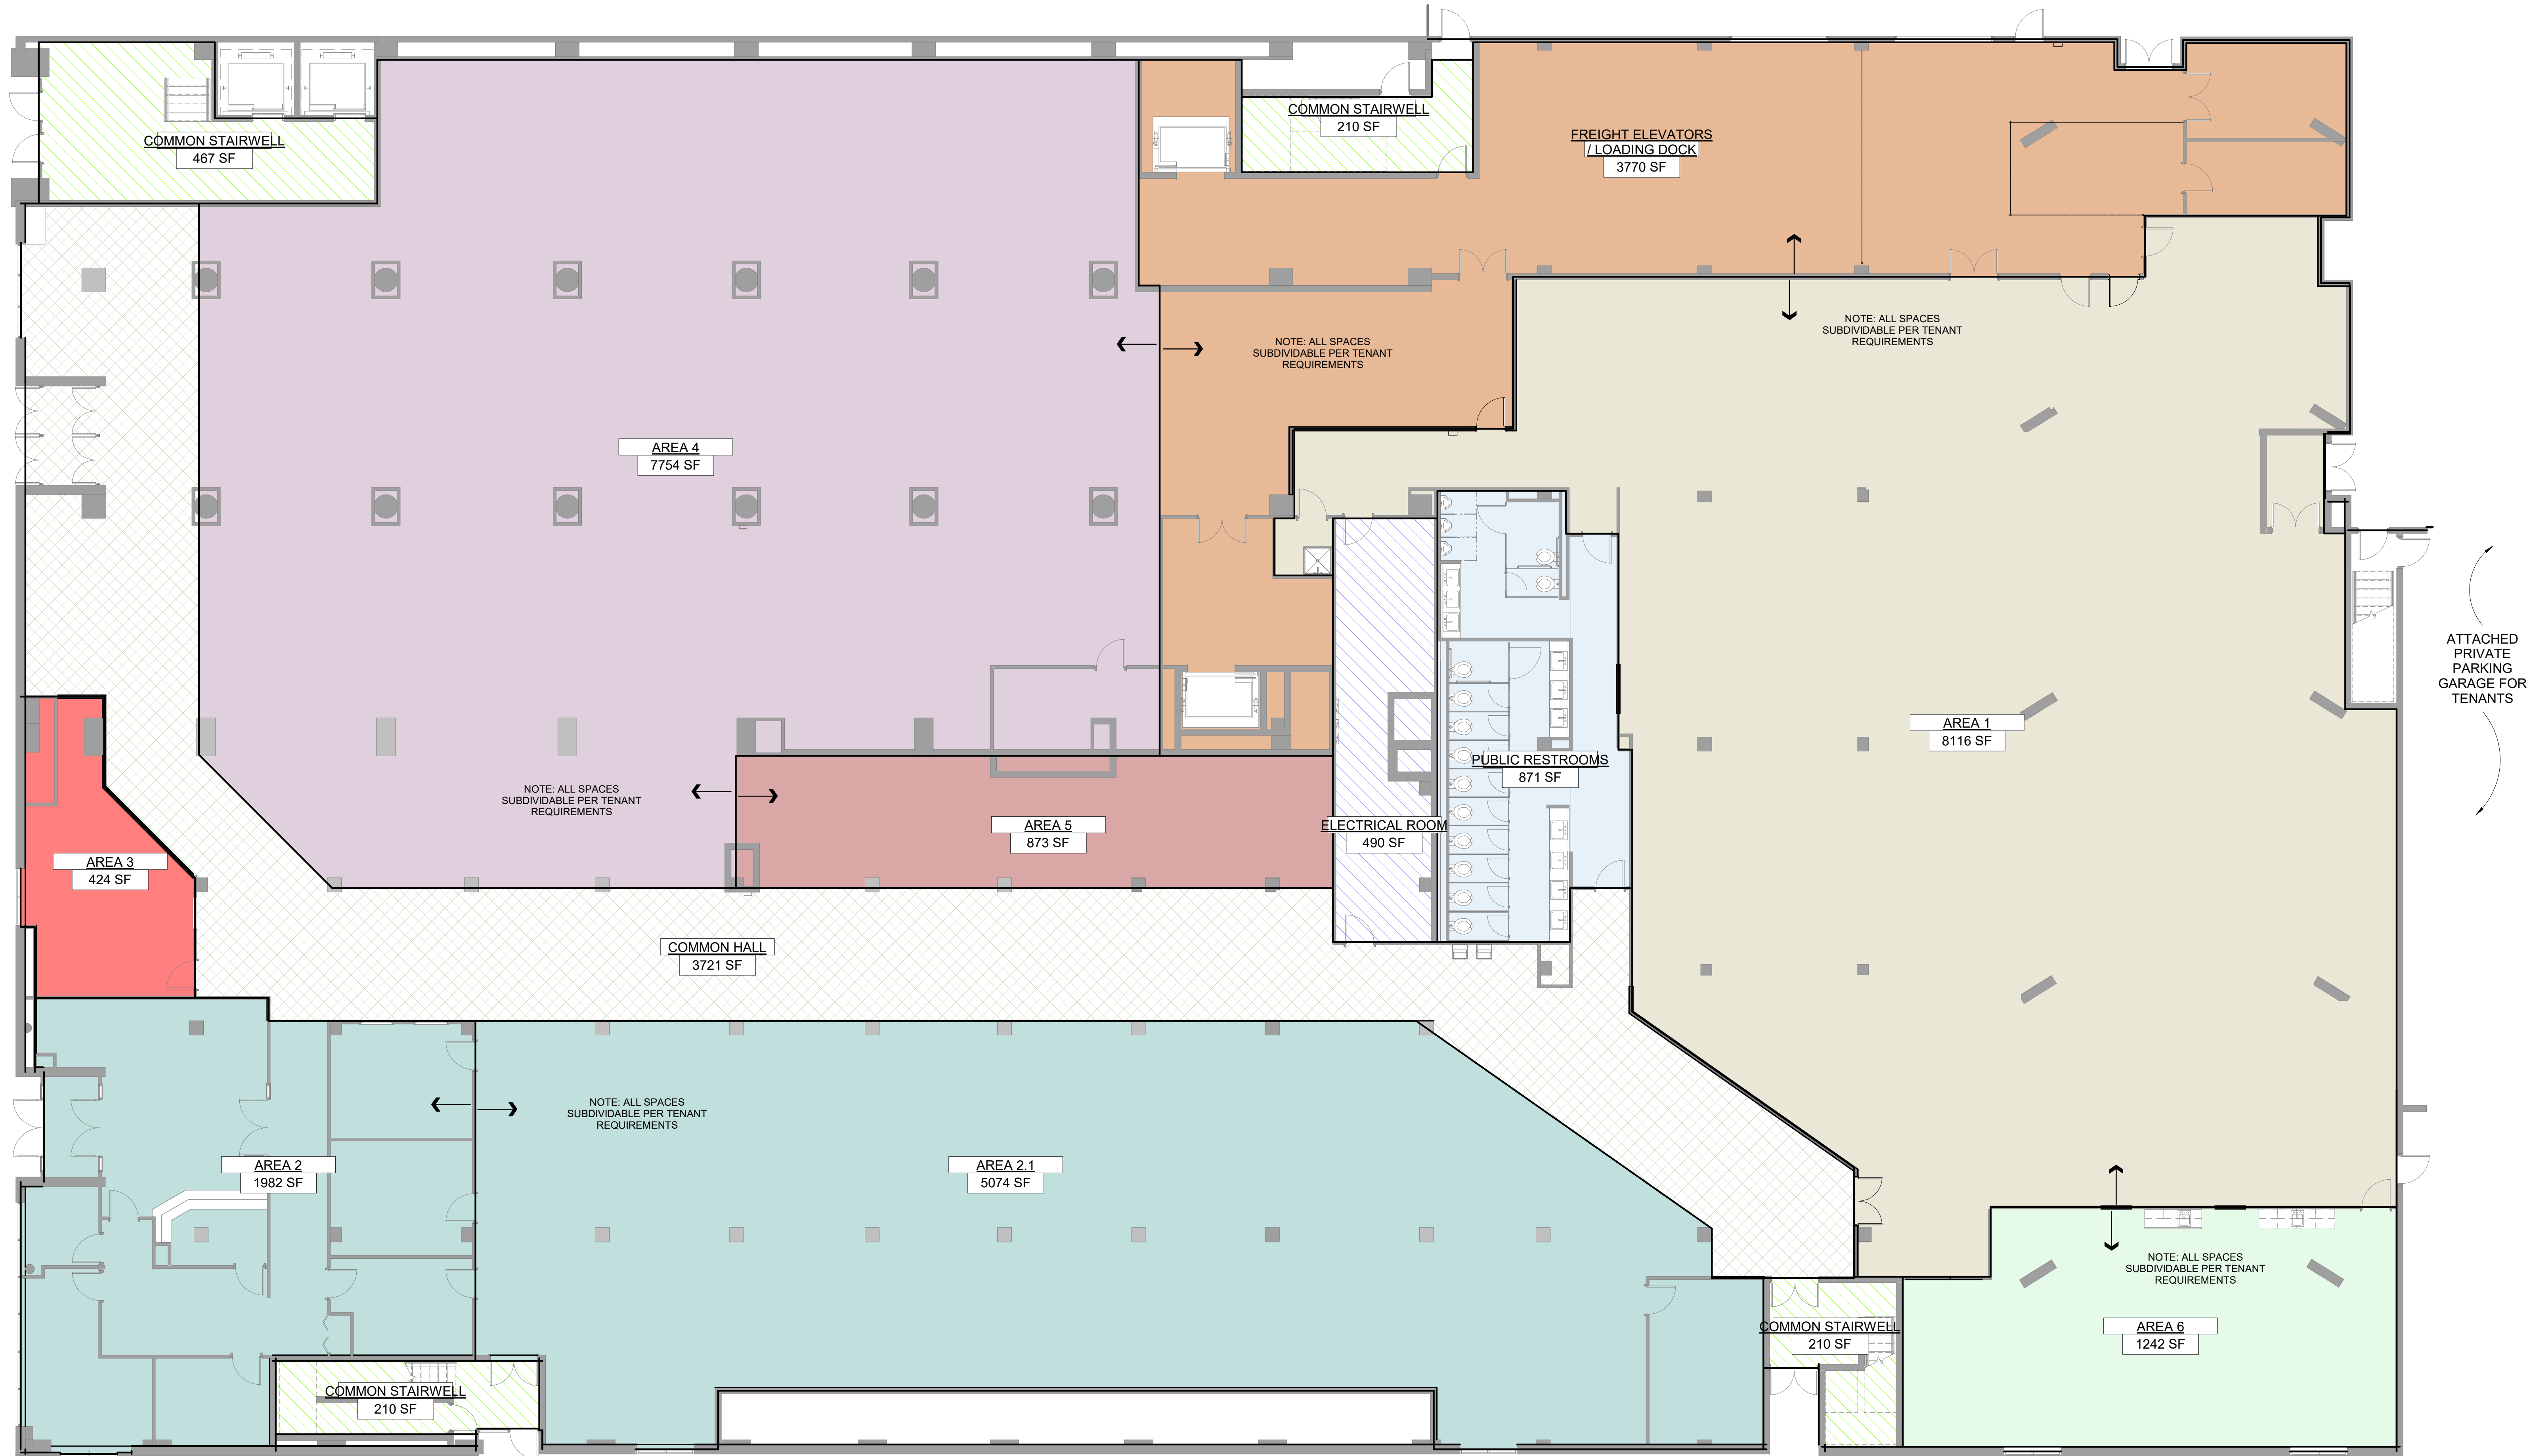 COMMON STAIRWELL
467 SF
COMMON STAIRWELL
210 SF
FREIGHT ELEVATORS
/ LOADING DOCK
3770 SF
NOTE: ALL SPACES
SUBDIVIDABLE PER TENANT
REQUIREMENTS
NOTE: ALL SPACES
SUBDIVIDABLE PER TENANT
REQUIREMENTS
AREA 4
7754 SF
ATTACHED
PRIVATE
PARKING
GARAGE FOR
TENANTS
AREA 1
8116 SF
PUBLIC RESTROOMS
871 SF
NOTE: ALL SPACES
SUBDIVIDABLE PER TENANT
REQUIREMENTS
AREA 5
873 SF
ELECTRICAL ROOM
490 SF
AREA 3
424 SF
COMMON HALL
3721 SF
NOTE: ALL SPACES
SUBDIVIDABLE PER TENANT
REQUIREMENTS
AREA 2
1982 SF
AREA 2.1
5074 SF
NOTE: ALL SPACES
SUBDIVIDABLE PER TENANT
REQUIREMENTS
COMMON STAIRWELL
210 SF
AREA 6
1242 SF
COMMON STAIRWELL
210 SF